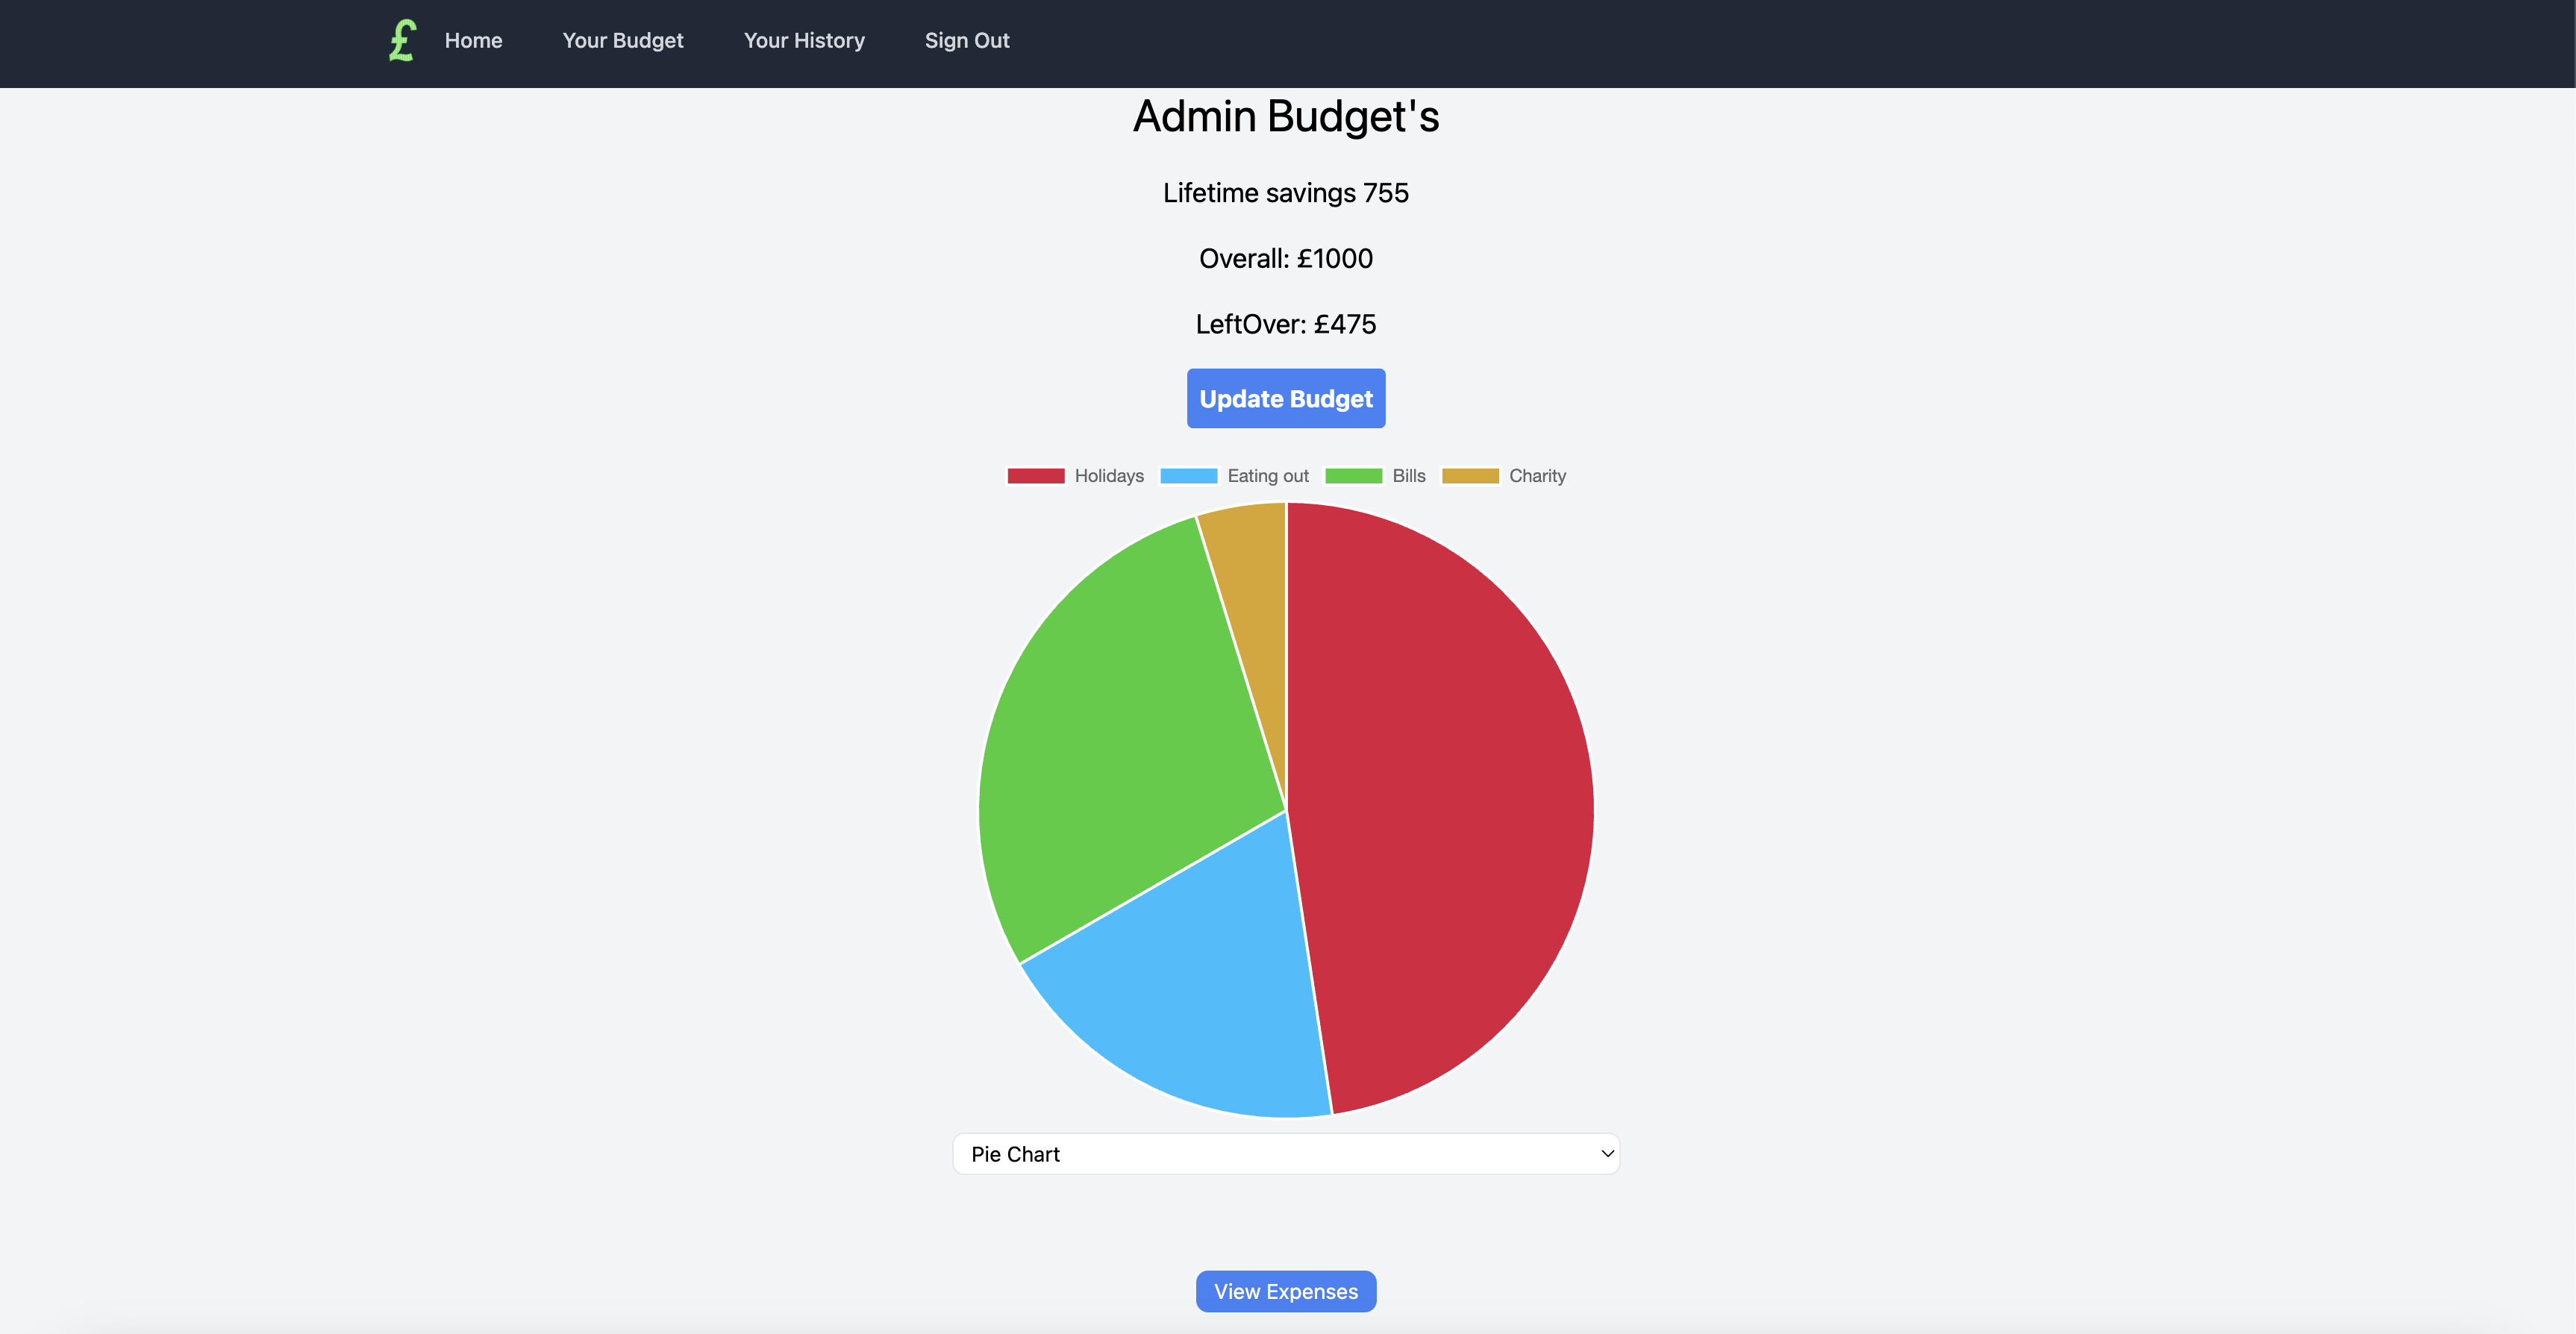 £ Home Your Budget Your History Sign Out
Admin Budget's
Lifetime savings 755
Overall: £1000
LeftOver: £475
Update Budget
Holidays Eating out Bills Charity
Pie Chart
View Expenses